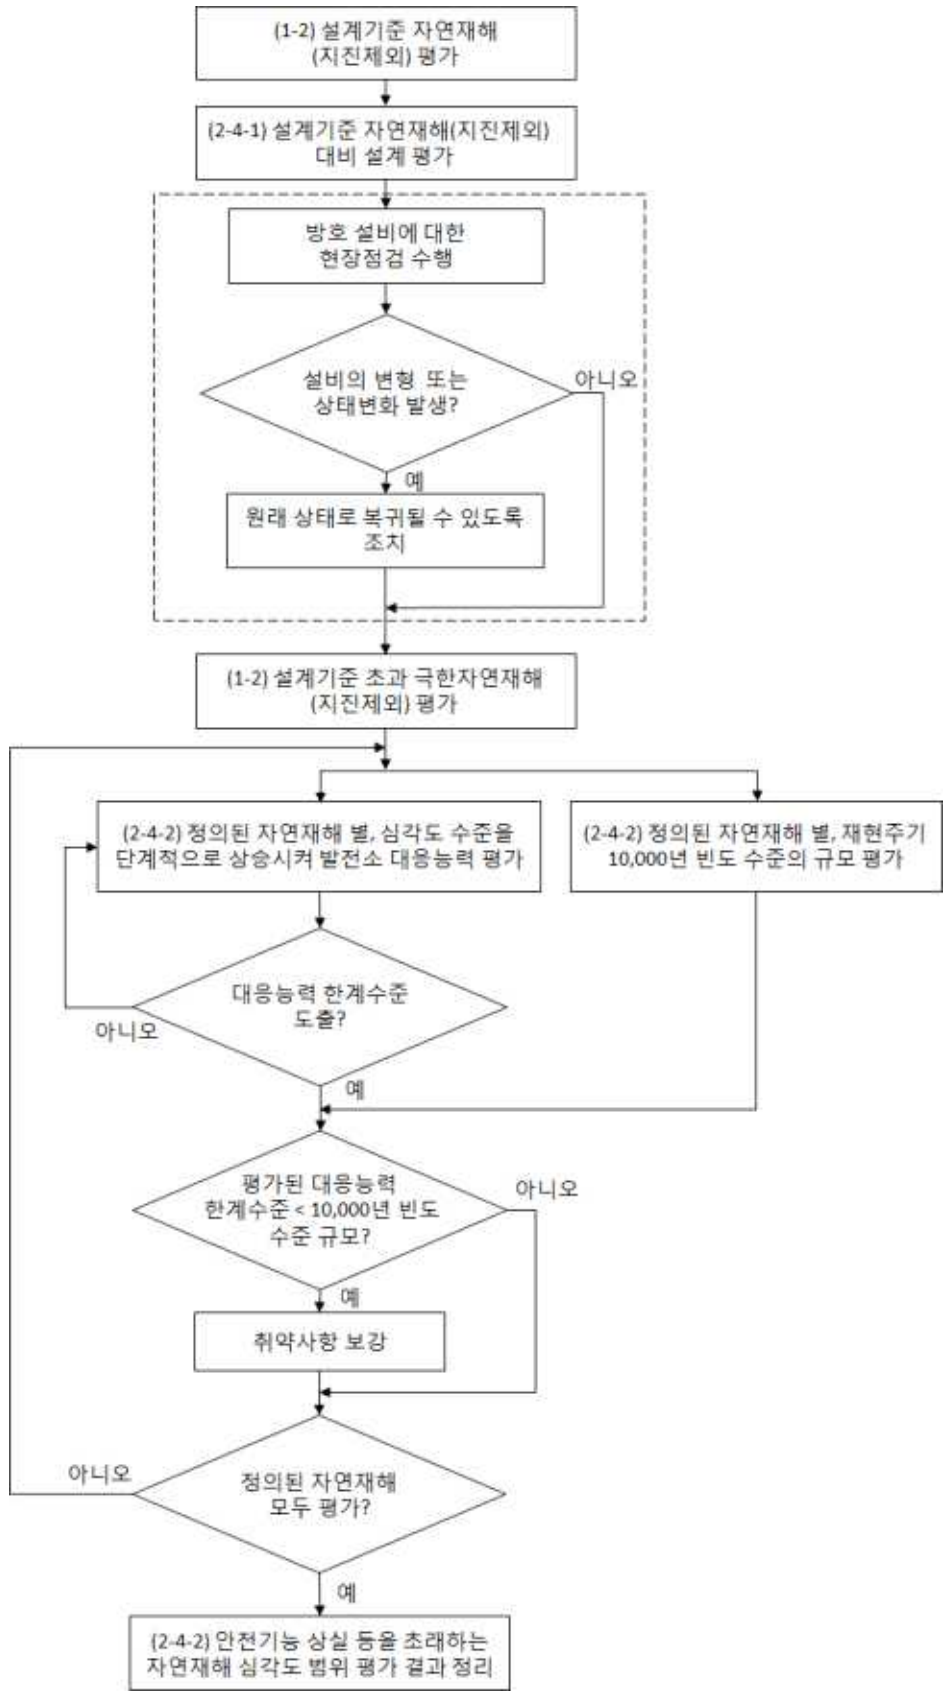 (1-2) 설계기준 자연재해
(지진제외) 평가
(2-4-1) 설계기준 자연재해(지진제외)
대비 설계 평가
방호 설비에 대한
현장점검 수행
설비의 변형 또는
상태변화 발생?
아니오
예
원래 상태로 복귀될 수 있도록
조치
(1-2) 설계기준 초과 극한자연재해
(지진제외) 평가
(2-4-2) 정의된 자연재해 별, 심각도 수준을
단계적으로 상승시켜 발전소 대응능력 평가
(2-4-2) 정의된 자연재해 별, 재현주기
10,000년 빈도 수준의 규모 평가
대응능력 한계수준
도출?
아니오
예
평가된 대응능력
한계수준 < 10,000년 빈도
수준 규모?
아니오
예
취약사항 보강
정의된 자연재해
모두 평가?
아니오
예
(2-4-2) 안전기능 상실 등을 초래하는
자연재해 심각도 범위 평가 결과 정리